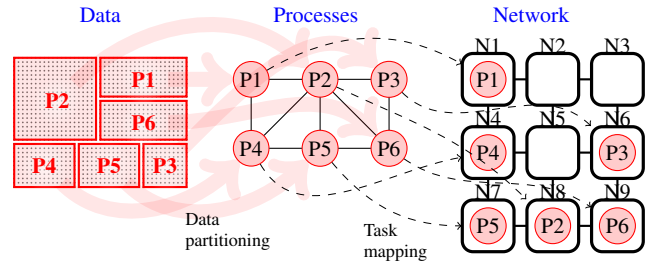 Data Processes Network
N1 N2 N3
P2 P1 P1 P2 P3 P1
P6
N4 N5 N6
P4 P5 P3 P4 P5 P6 P4 P3
N7 N8 N9
Data Task P5 P2 P6
partitioning mapping